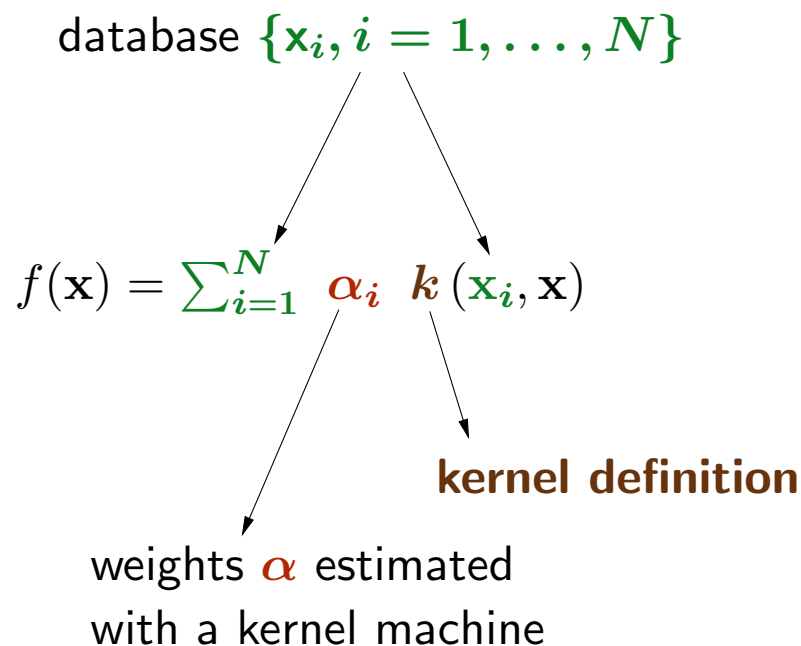 database {xᵢ, i = 1, . . . , N}
f(x) = ∑ᵢ₌₁ᴺ αᵢ k (xᵢ, x)
kernel definition
weights α estimated
with a kernel machine